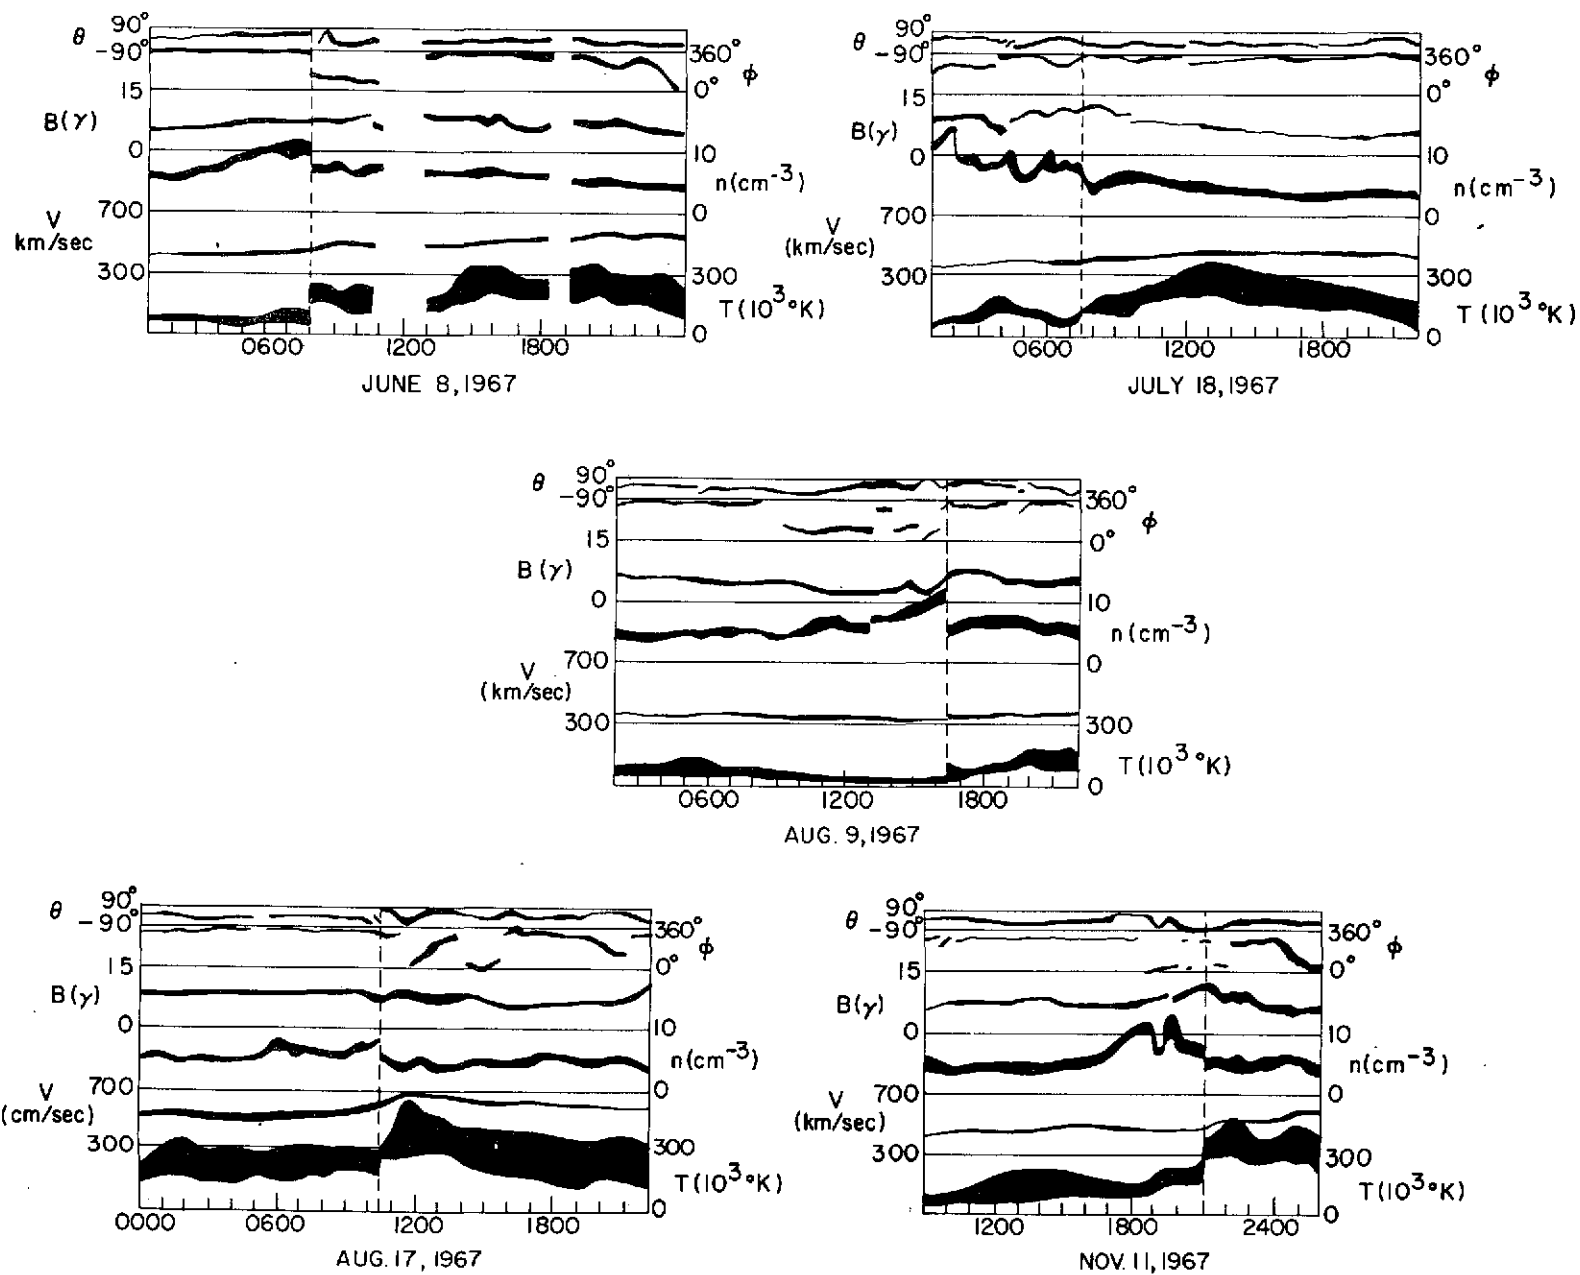 θ 90°
-90° 360° φ
15 0°
B(γ)
0 10
n(cm-3)
V 700 0
km/sec
300 300
T(10³ °K)
0
0600 1200 1800
JUNE 8, 1967
θ 90°
-90° 360° φ
15 0°
B(γ)
0 10
n(cm-3)
V 700 0
(km/sec)
300 300
T(10³ °K)
0
0600 1200 1800
JULY 18, 1967
θ 90°
-90° 360° φ
15 0°
B(γ)
0 10
n(cm-3)
V 700 0
(km/sec)
300 300
T(10³ °K)
0
0600 1200 1800
AUG. 9, 1967
θ 90°
-90° 360° φ
15 0°
B(γ)
0 10
n(cm-3)
V 700 0
(cm/sec)
300 300
T(10³ °K)
0
0000 0600 1200 1800
AUG. 17, 1967
θ 90°
-90° 360° φ
15 0°
B(γ)
0 10
n(cm-3)
V 700 0
(km/sec)
300 300
T(10³ °K)
0
1200 1800 2400
NOV. 11, 1967